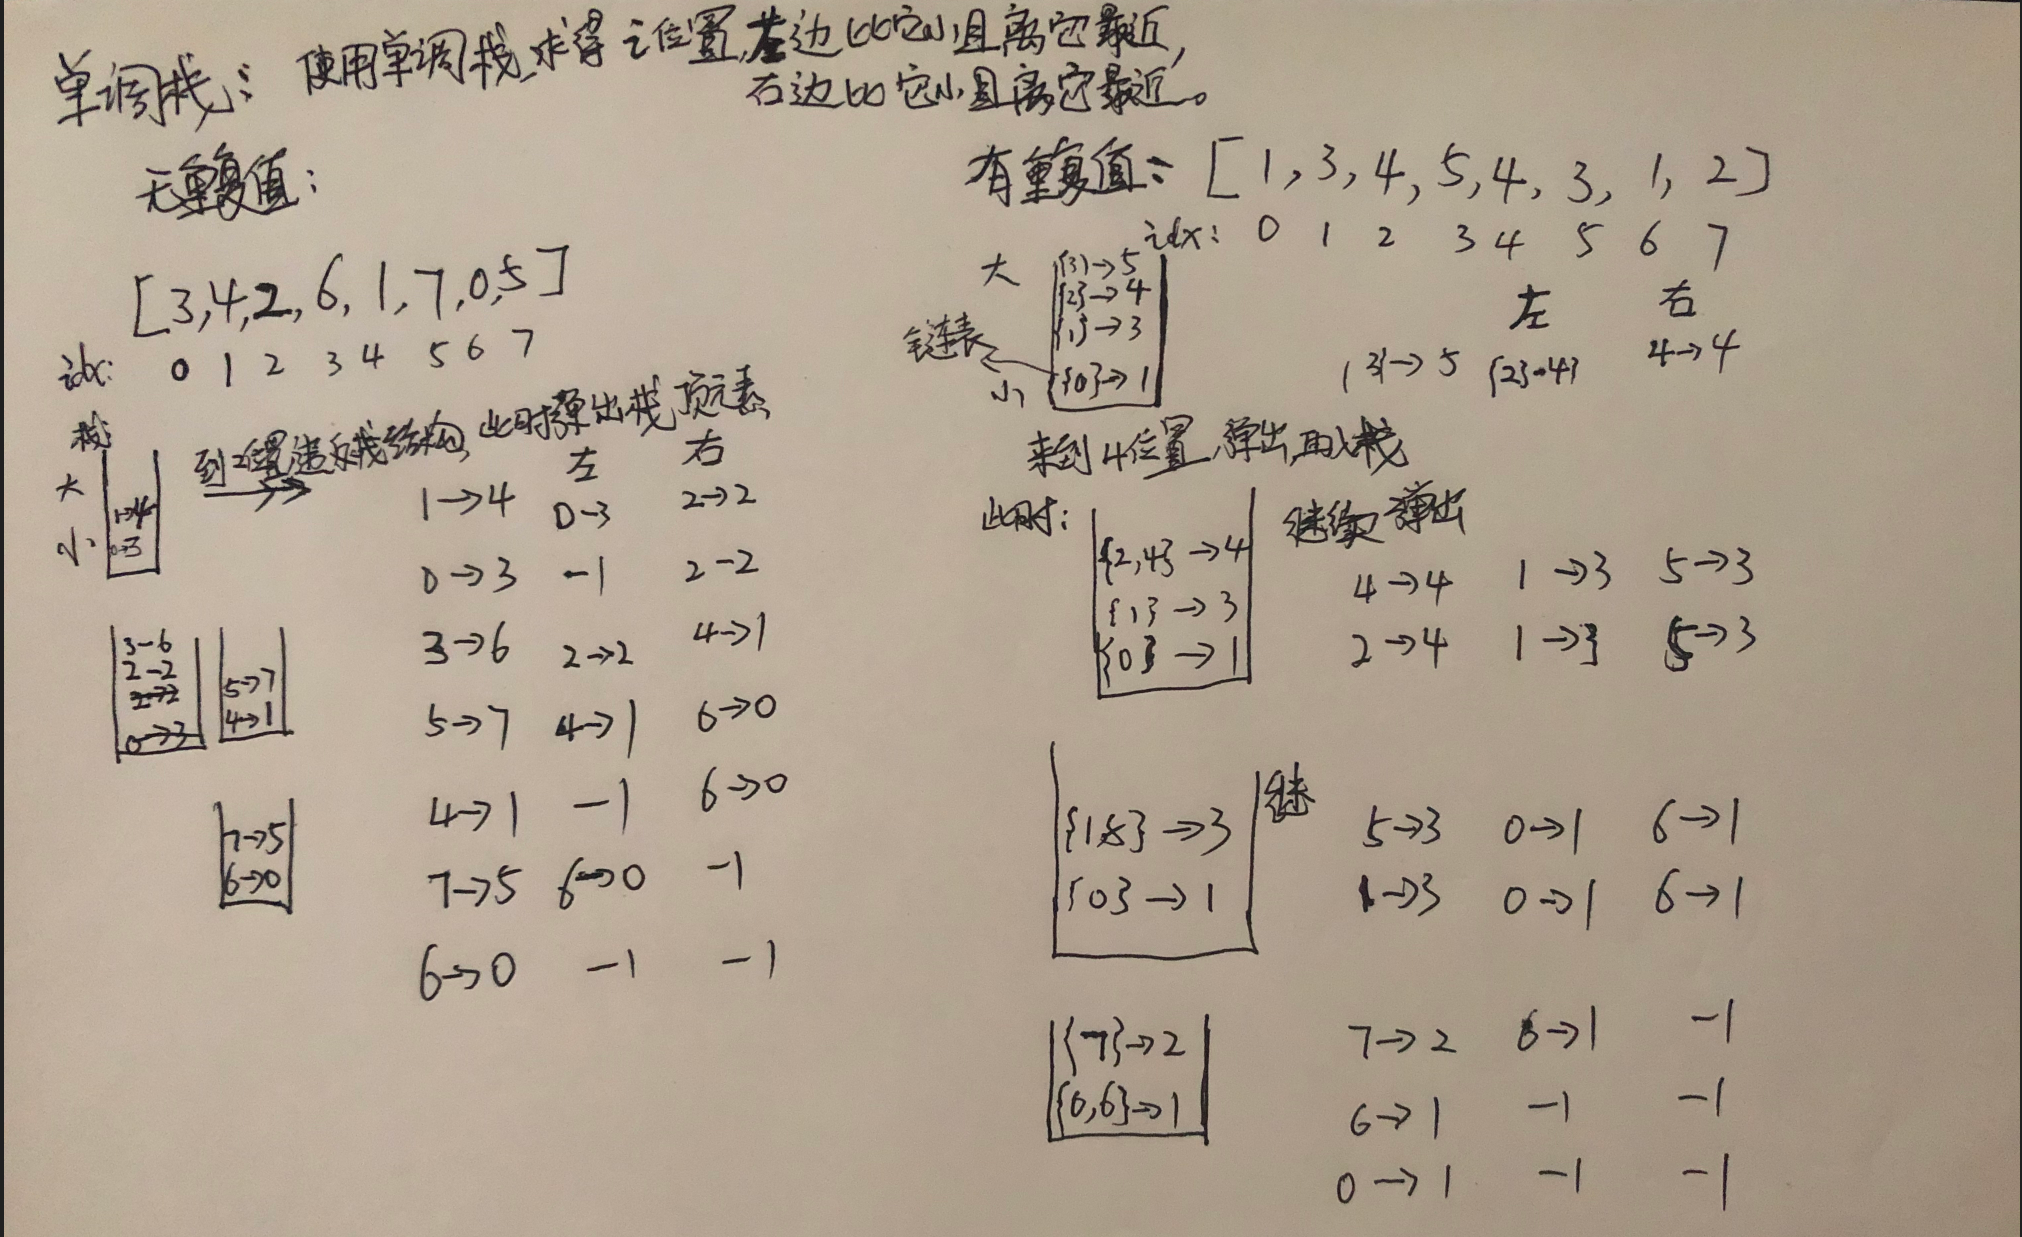 单调栈：使用单调栈求得i位置,左边比它小且离它最近,
右边比它小且离它最近。
无重复值：
[3,4,2,6,1,7,0,5]
idx: 0 1 2 3 4 5 6 7
栈
大
小
1→4
0→3
到2位置违反栈结构,此时弹出栈顶元素
左 右
1→4 0→3 2→2
0→3 -1 2-2
3→6 2→2 4→1
5→7 4→1 6→0
4→1 -1 6→0
7→5 6→0 -1
6→0 -1 -1
3-6
2-2
0→3
5→7
4→1
7→5
6→0
有重复值：[1,3,4,5,4,3,1,2]
idx: 0 1 2 3 4 5 6 7
大
小
链表
{3}→5
{2}→4
{1}→3
{0}→1
左 右
{3}→5 {2}→4} 4→4
来到4位置,弹出,再入栈
此时：
{2,4}→4
{1}→3
{0}→1
继续弹出
4→4 1→3 5→3
2→4 1→3 5→3
{1,5}→3
{0}→1
继
5→3 0→1 6→1
1→3 0→1 6→1
{7}→2
{0,6}→1
7→2 6→1 -1
6→1 -1 -1
0→1 -1 -1